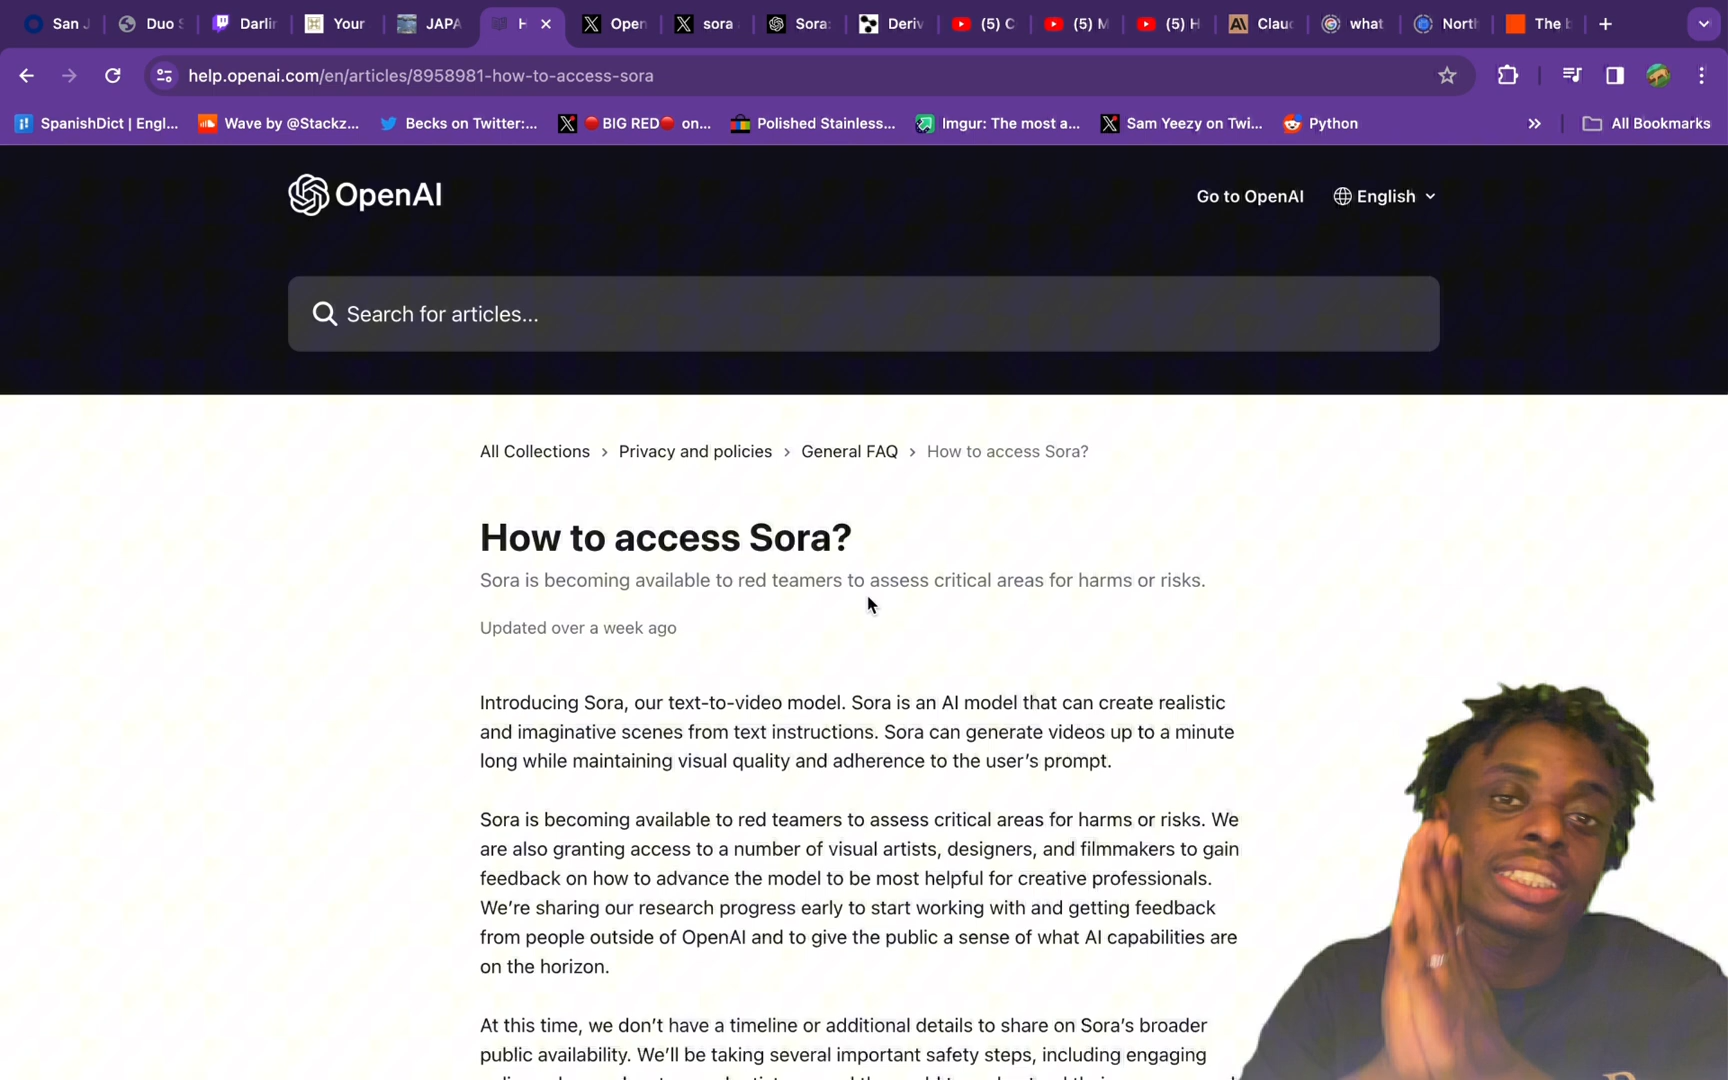 San J
Duo S
Darlin
Your
JAPA
H
Open
sora
Sora:
Deriv
(5) C
(5) M
(5) H
Claud
what
North
The b
help.openai.com/en/articles/8958981-how-to-access-sora
SpanishDict | Engl...
Wave by @Stackz...
Becks on Twitter:...
🔴BIG RED🔴 on...
Polished Stainless...
Imgur: The most a...
Sam Yeezy on Twi...
Python
All Bookmarks
OpenAI
Go to OpenAI
English
Search for articles...
All Collections > Privacy and policies > General FAQ > How to access Sora?
How to access Sora?
Sora is becoming available to red teamers to assess critical areas for harms or risks.
Updated over a week ago
Introducing Sora, our text-to-video model. Sora is an AI model that can create realistic
and imaginative scenes from text instructions. Sora can generate videos up to a minute
long while maintaining visual quality and adherence to the user's prompt.
Sora is becoming available to red teamers to assess critical areas for harms or risks. We
are also granting access to a number of visual artists, designers, and filmmakers to gain
feedback on how to advance the model to be most helpful for creative professionals.
We're sharing our research progress early to start working with and getting feedback
from people outside of OpenAI and to give the public a sense of what AI capabilities are
on the horizon.
At this time, we don't have a timeline or additional details to share on Sora's broader
public availability. We'll be taking several important safety steps, including engaging